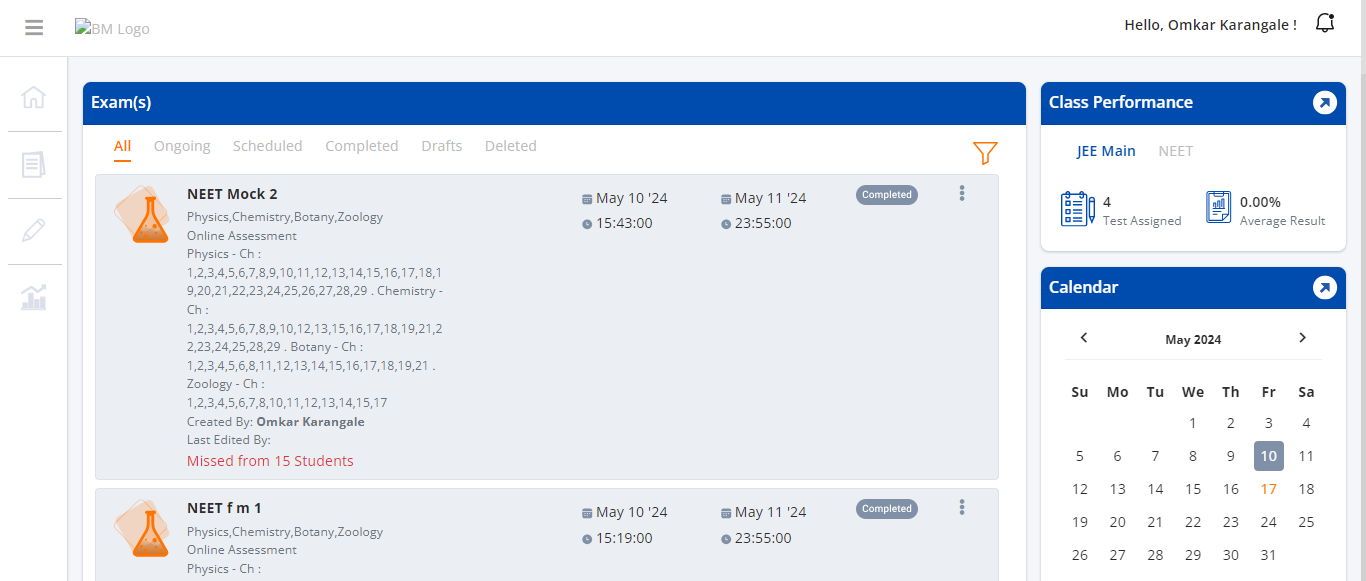 BM Logo
Hello, Omkar Karangale !
Exam(s)
All Ongoing Scheduled Completed Drafts Deleted
NEET Mock 2
Physics,Chemistry,Botany,Zoology
Online Assessment
Physics - Ch :
1,2,3,4,5,6,7,8,9,10,11,12,13,14,15,16,17,18,1
9,20,21,22,23,24,25,26,27,28,29 . Chemistry -
Ch :
1,2,3,4,5,6,7,8,9,10,12,13,15,16,17,18,19,21,2
2,23,24,25,28,29 . Botany - Ch :
1,2,3,4,5,6,8,11,12,13,14,15,16,17,18,19,21 .
Zoology - Ch :
1,2,3,4,5,6,7,8,10,11,12,13,14,15,17
Created By: Omkar Karangale
Last Edited By:
Missed from 15 Students
May 10 '24 May 11 '24 Completed
15:43:00 23:55:00
NEET f m 1
Physics,Chemistry,Botany,Zoology
Online Assessment
Physics - Ch :
May 10 '24 May 11 '24 Completed
15:19:00 23:55:00
Class Performance
JEE Main NEET
4
Test Assigned
0.00%
Average Result
Calendar
May 2024
Su Mo Tu We Th Fr Sa
1 2 3 4
5 6 7 8 9 10 11
12 13 14 15 16 17 18
19 20 21 22 23 24 25
26 27 28 29 30 31